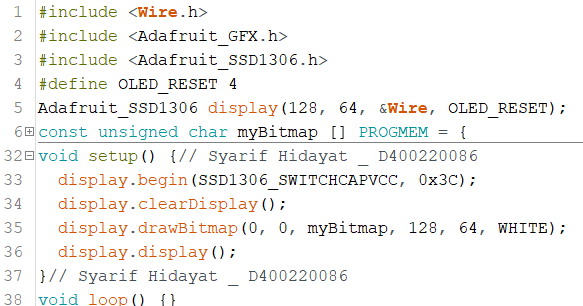 1 #include <Wire.h>
2 #include <Adafruit_GFX.h>
3 #include <Adafruit_SSD1306.h>
4 #define OLED_RESET 4
5 Adafruit_SSD1306 display(128, 64, &Wire, OLED_RESET);
6 const unsigned char myBitmap [] PROGMEM = {
32 void setup() {// Syarif Hidayat _ D400220086
33   display.begin(SSD1306_SWITCHCAPVCC, 0x3C);
34   display.clearDisplay();
35   display.drawBitmap(0, 0, myBitmap, 128, 64, WHITE);
36   display.display();
37 }// Syarif Hidayat _ D400220086
38 void loop() {}